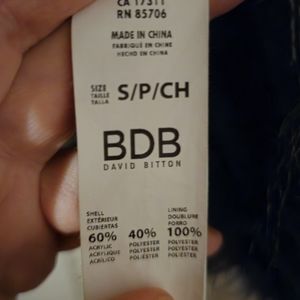 CA 17311
RN 85706
MADE IN CHINA
FABRIQUÉ EN CHINE
HECHO EN CHINA
SIZE
TAILLE
TALLA
S/P/CH
BDB
DAVID BITTON
SHELL
EXTÉRIEUR
CUBIERTAS
60% 40%
ACRYLIC POLYESTER
ACRYLIQUE POLYESTER
ACRÍLICO POLIÉSTER
LINING
DOUBLURE
FORRO
100%
POLYESTER
POLYESTER
POLIÉSTER